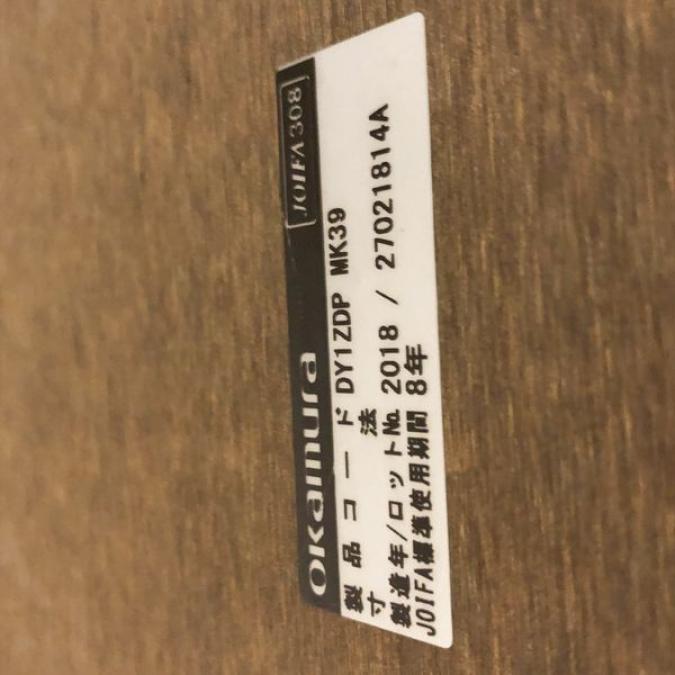 Okamura JOIFA308
製品コード DY1ZDP MK39
寸法
製造年/ロットNo. 2018 / 27021814A
JOIFA標準使用期間 8年